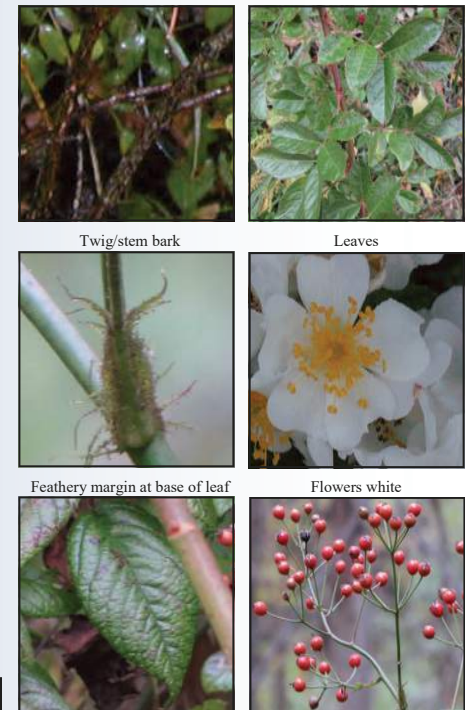 Twig/stem bark
Leaves
Feathery margin at base of leaf
Flowers white